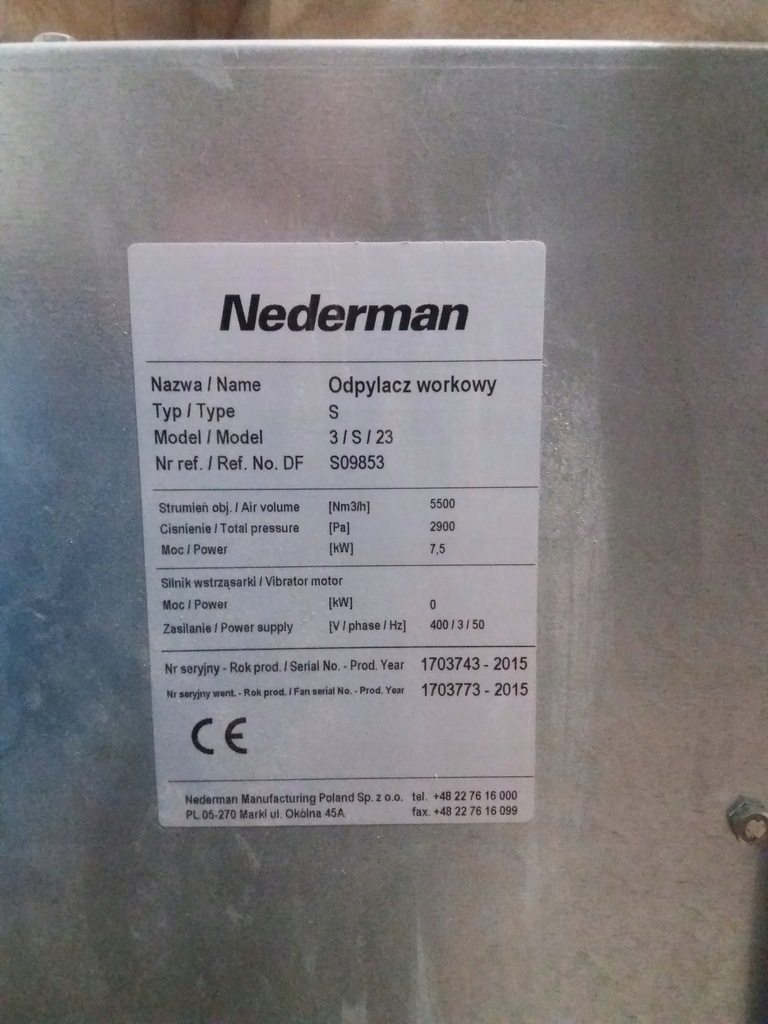 Nederman
Nazwa / Name Odpylacz workowy
Typ / Type S
Model / Model 3 / S / 23
Nr ref. / Ref. No. DF S09853
Strumień obj. / Air volume [Nm3/h] 5500
Cisnienie / Total pressure [Pa] 2900
Moc / Power [kW] 7,5
Silnik wstrząsarki / Vibrator motor
Moc / Power [kW] 0
Zasilanie / Power supply [V / phase / Hz] 400 / 3 / 50
Nr seryjny - Rok prod. / Serial No. - Prod. Year 1703743 - 2015
Nr seryjny went. - Rok prod. / Fan serial No. - Prod. Year 1703773 - 2015
CE
Nederman Manufacturing Poland Sp. z o.o. tel. +48 22 76 16 000
PL 05-270 Marki ul. Okólna 45A fax. +48 22 76 16 099